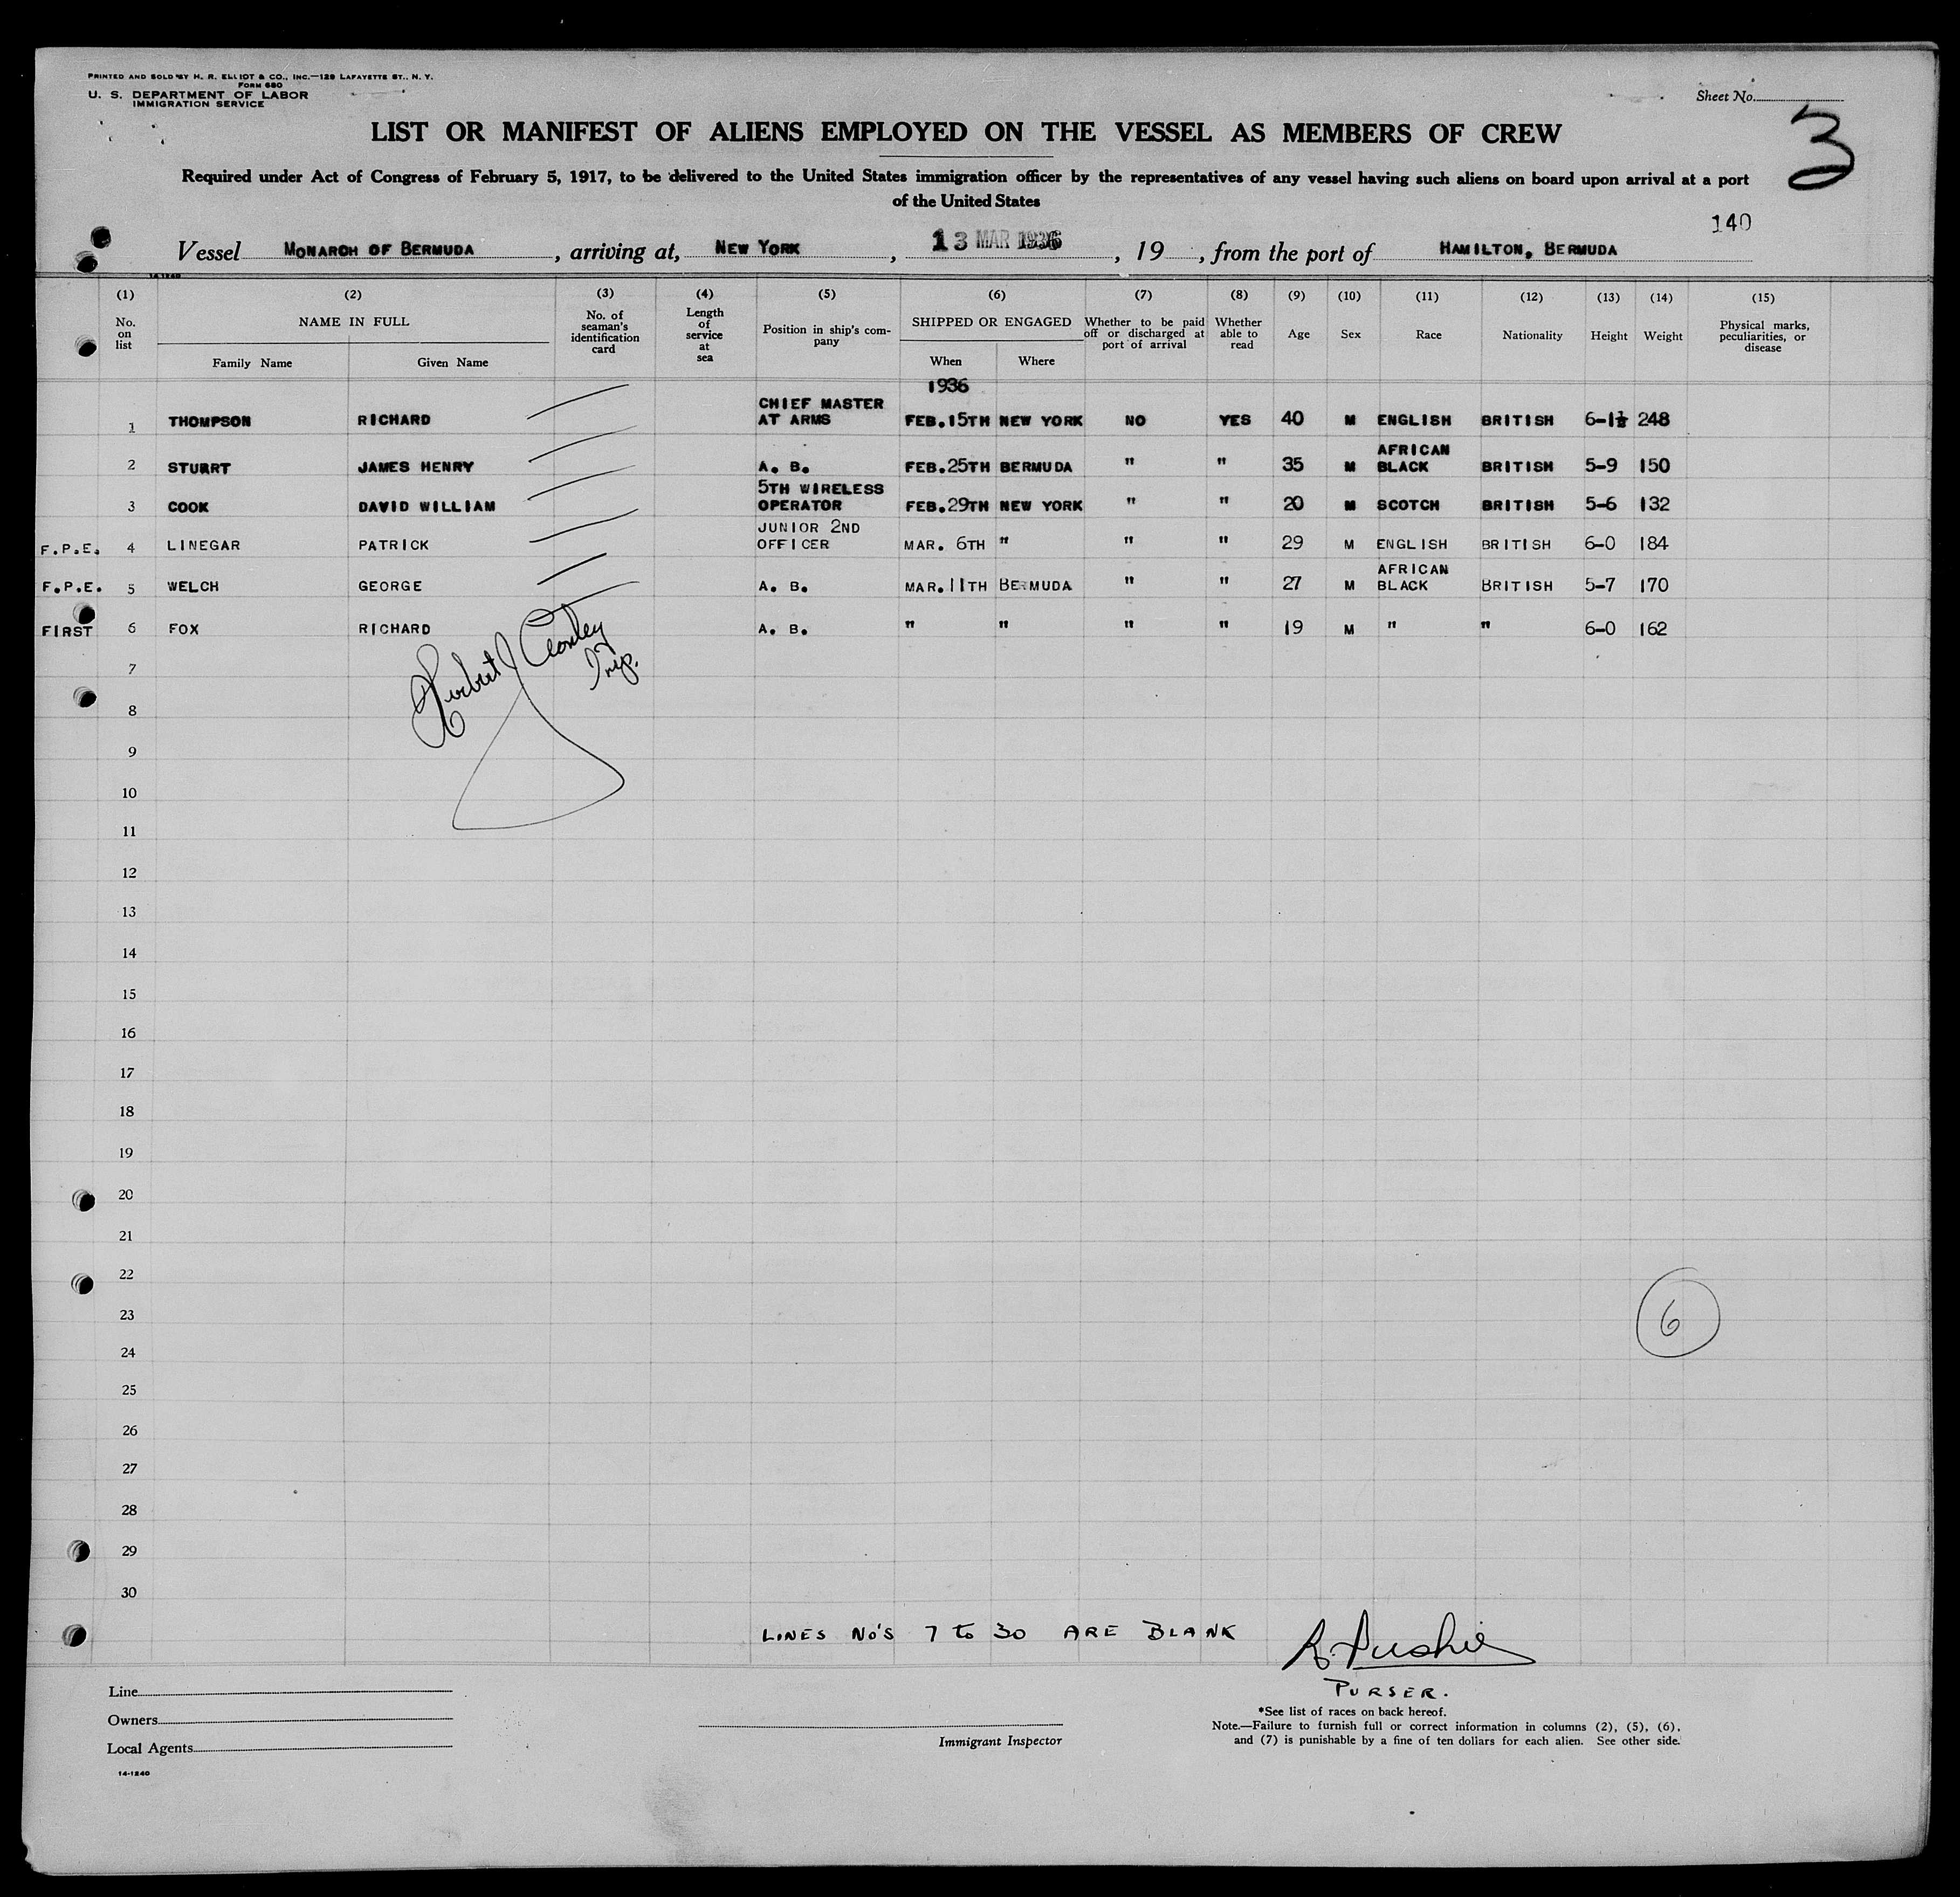 PRINTED AND SOLD BY H. R. ELLIOT & CO., INC.—129 LAFAYETTE ST., N. Y.
FORM 680
U. S. DEPARTMENT OF LABOR
IMMIGRATION SERVICE
Sheet No.
3
LIST OR MANIFEST OF ALIENS EMPLOYED ON THE VESSEL AS MEMBERS OF CREW
Required under Act of Congress of February 5, 1917, to be delivered to the United States immigration officer by the representatives of any vessel having such aliens on board upon arrival at a port
of the United States
140
Vessel MONARCH OF BERMUDA, arriving at, NEW YORK, 13 MAR 1936, 19, from the port of HAMILTON, BERMUDA
14-1240
(1) (2) (3) (4) (5) (6) (7) (8) (9) (10) (11) (12) (13) (14) (15)
No. on list
NAME IN FULL
Family Name Given Name
No. of seaman's identification card
Length of service at sea
Position in ship's company
SHIPPED OR ENGAGED
When Where
Whether to be paid off or discharged at port of arrival
Whether able to read
Age Sex Race Nationality Height Weight
Physical marks, peculiarities, or disease
1936
1 THOMPSON RICHARD CHIEF MASTER AT ARMS FEB.15TH NEW YORK NO YES 40 M ENGLISH BRITISH 6-1½ 248
2 STURRT JAMES HENRY A. B. FEB.25TH BERMUDA " " 35 M AFRICAN BLACK BRITISH 5-9 150
3 COOK DAVID WILLIAM 5TH WIRELESS OPERATOR FEB.29TH NEW YORK " " 20 M SCOTCH BRITISH 5-6 132
F.P.E. 4 LINEGAR PATRICK JUNIOR 2ND OFFICER MAR. 6TH " " " 29 M ENGLISH BRITISH 6-0 184
F.P.E. 5 WELCH GEORGE A. B. MAR.11TH BERMUDA " " 27 M AFRICAN BLACK BRITISH 5-7 170
FIRST 6 FOX RICHARD A. B. " " " " 19 M " " 6-0 162
Insp.
7
8
9
10
11
12
13
14
15
16
17
18
19
20
21
22
23
6
24
25
26
27
28
29
30
LINES NO'S 7 to 30 ARE BLANK
PURSER.
Line
Owners
Local Agents
14-1240
Immigrant Inspector
*See list of races on back hereof.
Note.—Failure to furnish full or correct information in columns (2), (5), (6),
and (7) is punishable by a fine of ten dollars for each alien. See other side.